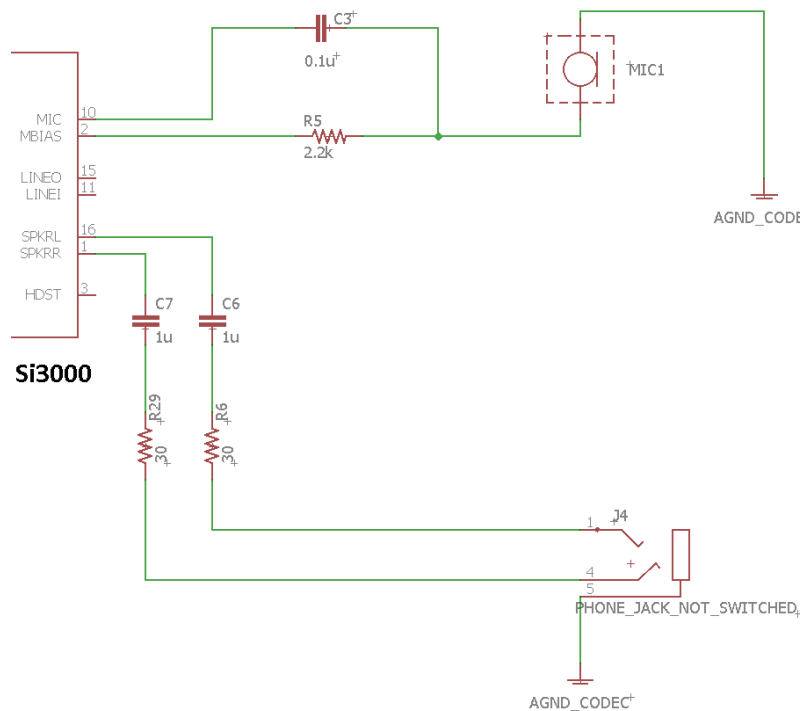 C3
0.1u
MIC1
MIC 10
MBIAS 2
R5
2.2k
LINEO 15
LINEI 11
AGND_CODE
SPKRL 16
SPKRR 1
HDST 3
C7
1u
C6
1u
Si3000
R29
30
R6
30
1
J4
4
5
PHONE_JACK_NOT_SWITCHED
AGND_CODEC